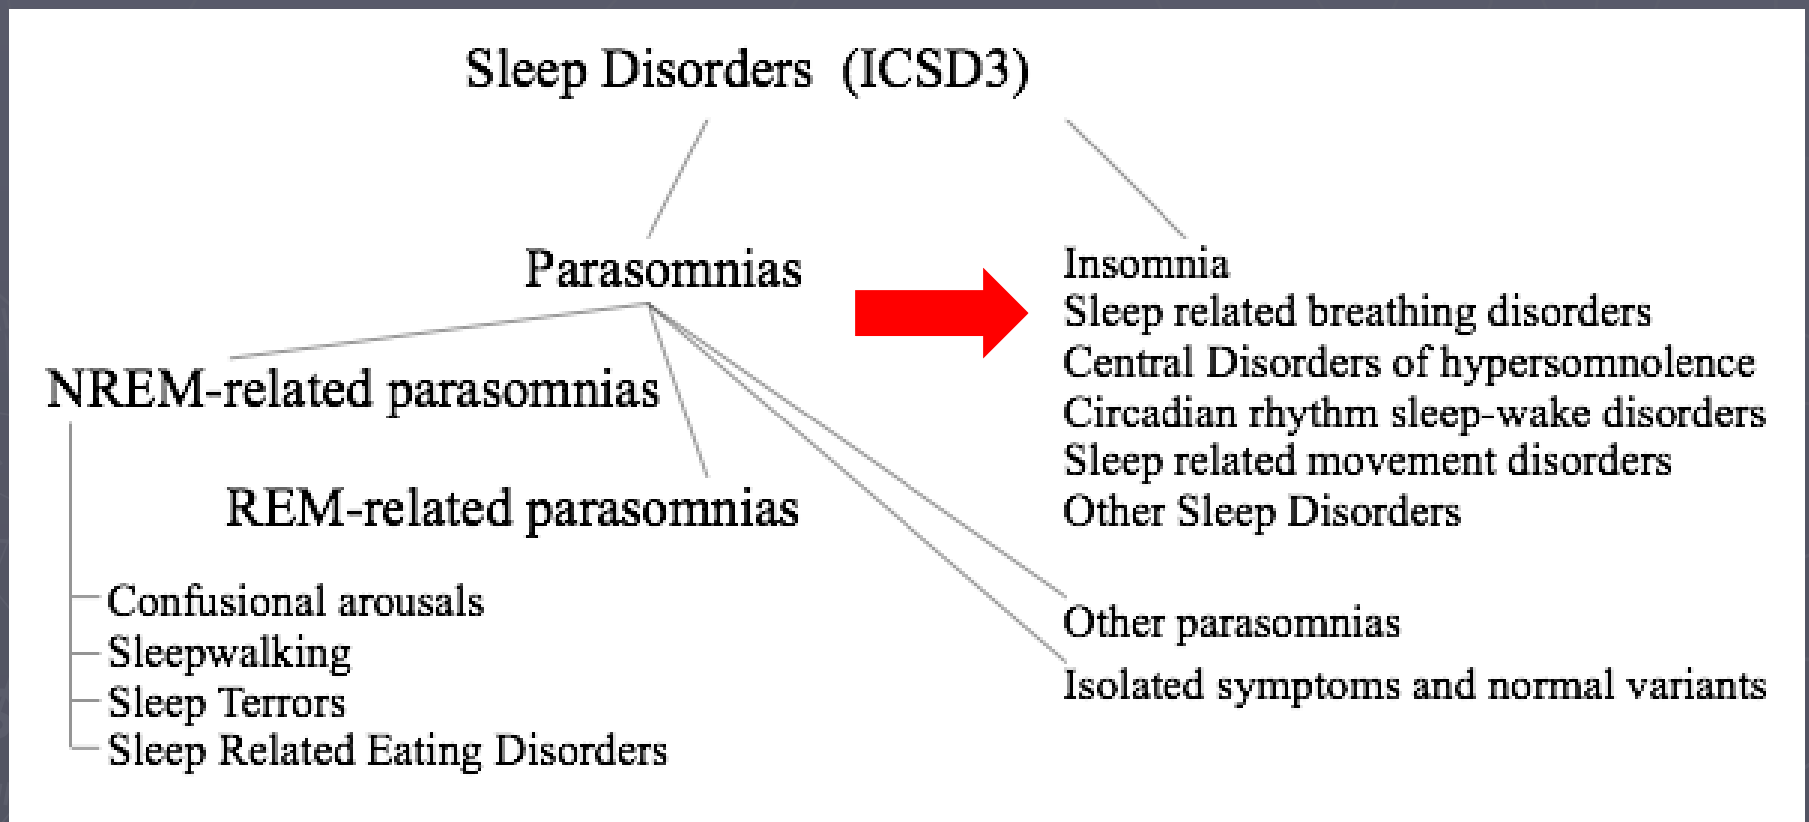 Sleep Disorders (ICSD3)
Parasomnias
NREM-related parasomnias
REM-related parasomnias
Confusional arousals
Sleepwalking
Sleep Terrors
Sleep Related Eating Disorders
Insomnia
Sleep related breathing disorders
Central Disorders of hypersomnolence
Circadian rhythm sleep-wake disorders
Sleep related movement disorders
Other Sleep Disorders
Other parasomnias
Isolated symptoms and normal variants